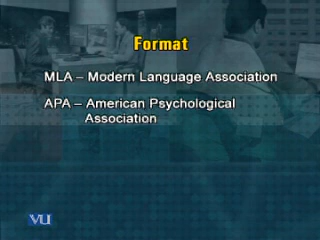 Format
MLA – Modern Language Association
APA – American Psychological
Association
VU